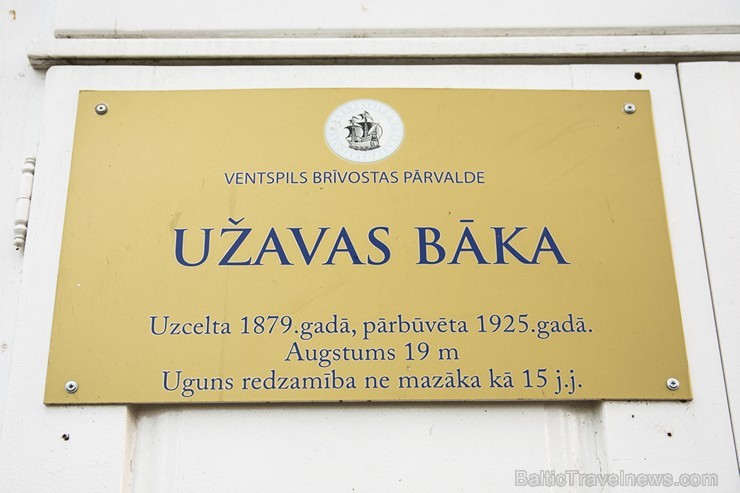 VENTSPILS BRĪVOSTAS PĀRVALDE
UŽAVAS BĀKA
Uzcelta 1879.gadā, pārbūvēta 1925.gadā.
Augstums 19 m
Uguns redzamība ne mazāka kā 15 j.j.
BalticTravelnews.com